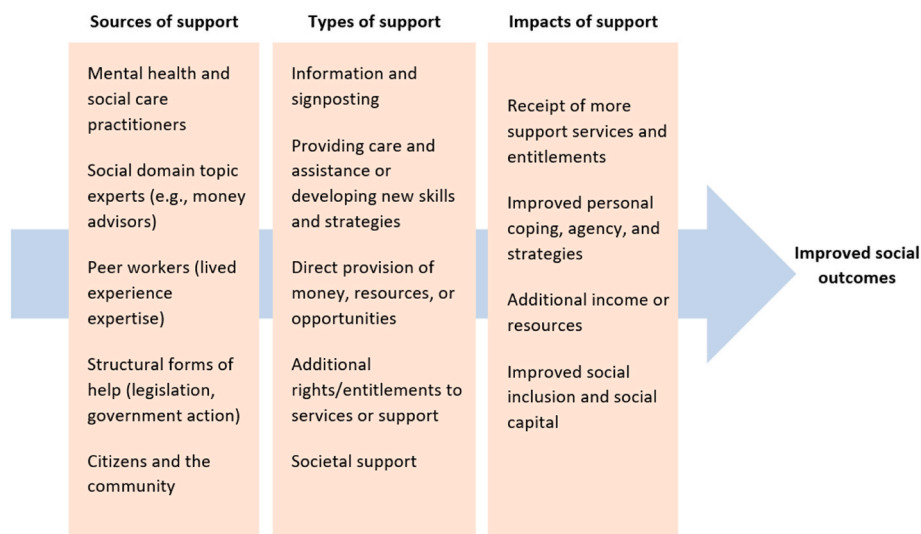 Sources of support
Mental health and
social care
practitioners
Social domain topic
experts (e.g., money
advisors)
Peer workers (lived
experience
expertise)
Structural forms of
help (legislation,
government action)
Citizens and the
community
Types of support
Information and
signposting
Providing care and
assistance or
developing new skills
and strategies
Direct provision of
money, resources, or
opportunities
Additional
rights/entitlements to
services or support
Societal support
Impacts of support
Receipt of more
support services and
entitlements
Improved personal
coping, agency, and
strategies
Additional income or
resources
Improved social
inclusion and social
capital
Improved social
outcomes